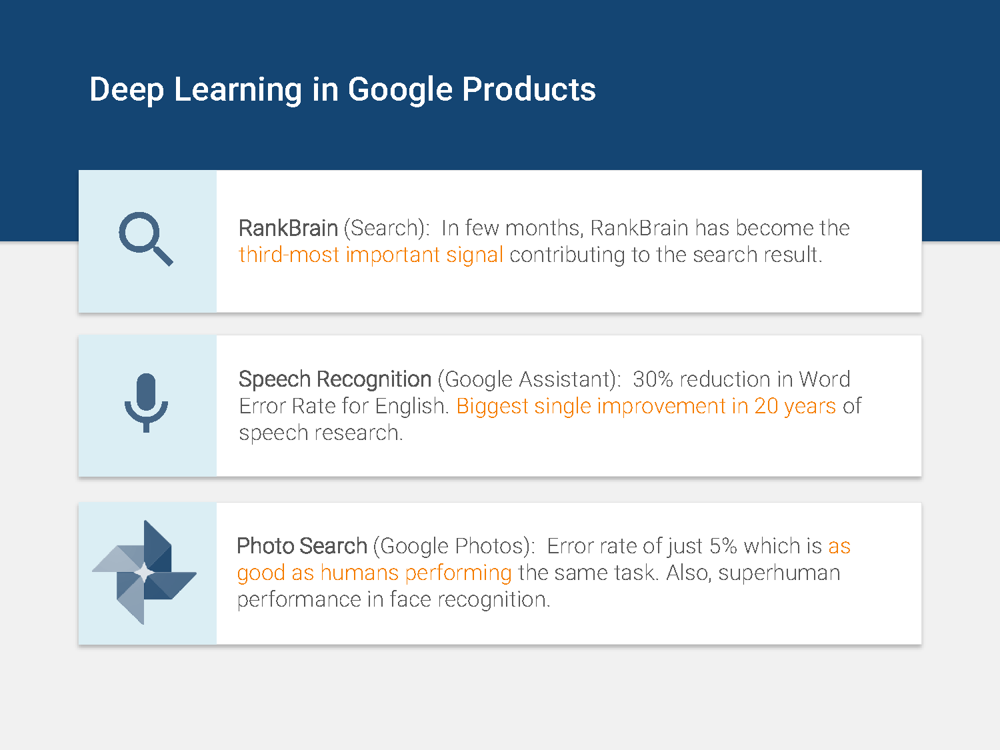 Deep Learning in Google Products
RankBrain (Search): In few months, RankBrain has become the
third-most important signal contributing to the search result.
Speech Recognition (Google Assistant): 30% reduction in Word
Error Rate for English. Biggest single improvement in 20 years of
speech research.
Photo Search (Google Photos): Error rate of just 5% which is as
good as humans performing the same task. Also, superhuman
performance in face recognition.